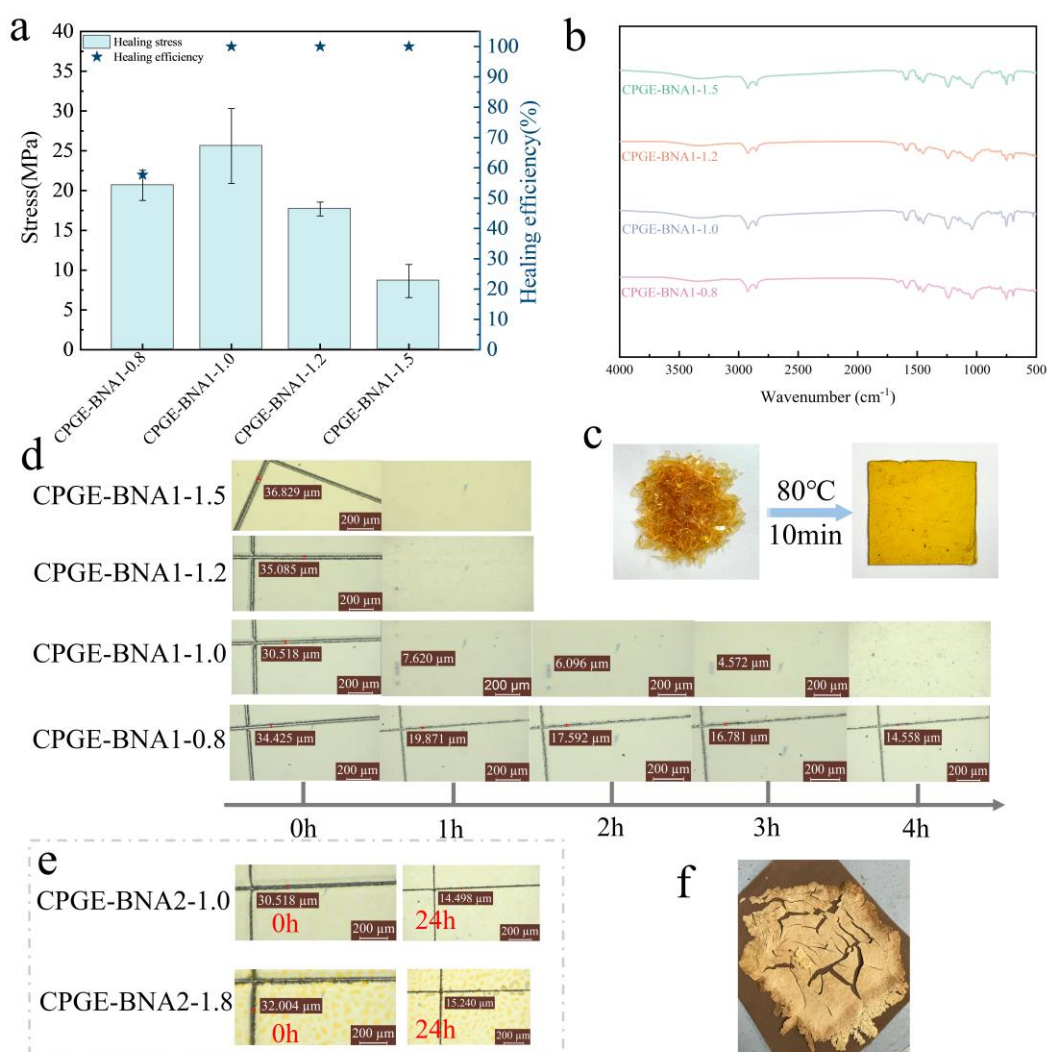 a
Healing stress
Healing efficiency
40
35
30
25
20
15
10
5
0
Stress(MPa)
100
90
80
70
60
50
40
30
20
10
0
Healing efficiency(%)
CPGE-BNA1-0.8
CPGE-BNA1-1.0
CPGE-BNA1-1.2
CPGE-BNA1-1.5
b
CPGE-BNA1-1.5
CPGE-BNA1-1.2
CPGE-BNA1-1.0
CPGE-BNA1-0.8
4000 3500 3000 2500 2000 1500 1000 500
Wavenumber (cm⁻¹)
c
80℃
10min
d
CPGE-BNA1-1.5
36.829 μm
200 μm
CPGE-BNA1-1.2
35.085 μm
200 μm
CPGE-BNA1-1.0
30.518 μm
200 μm
7.620 μm
200 μm
6.096 μm
200 μm
4.572 μm
200 μm
CPGE-BNA1-0.8
34.425 μm
200 μm
19.871 μm
200 μm
17.592 μm
200 μm
16.781 μm
200 μm
14.558 μm
200 μm
0h 1h 2h 3h 4h
e
CPGE-BNA2-1.0
30.518 μm
0h
200 μm
14.498 μm
24h
200 μm
CPGE-BNA2-1.8
32.004 μm
0h
200 μm
15.240 μm
24h
200 μm
f